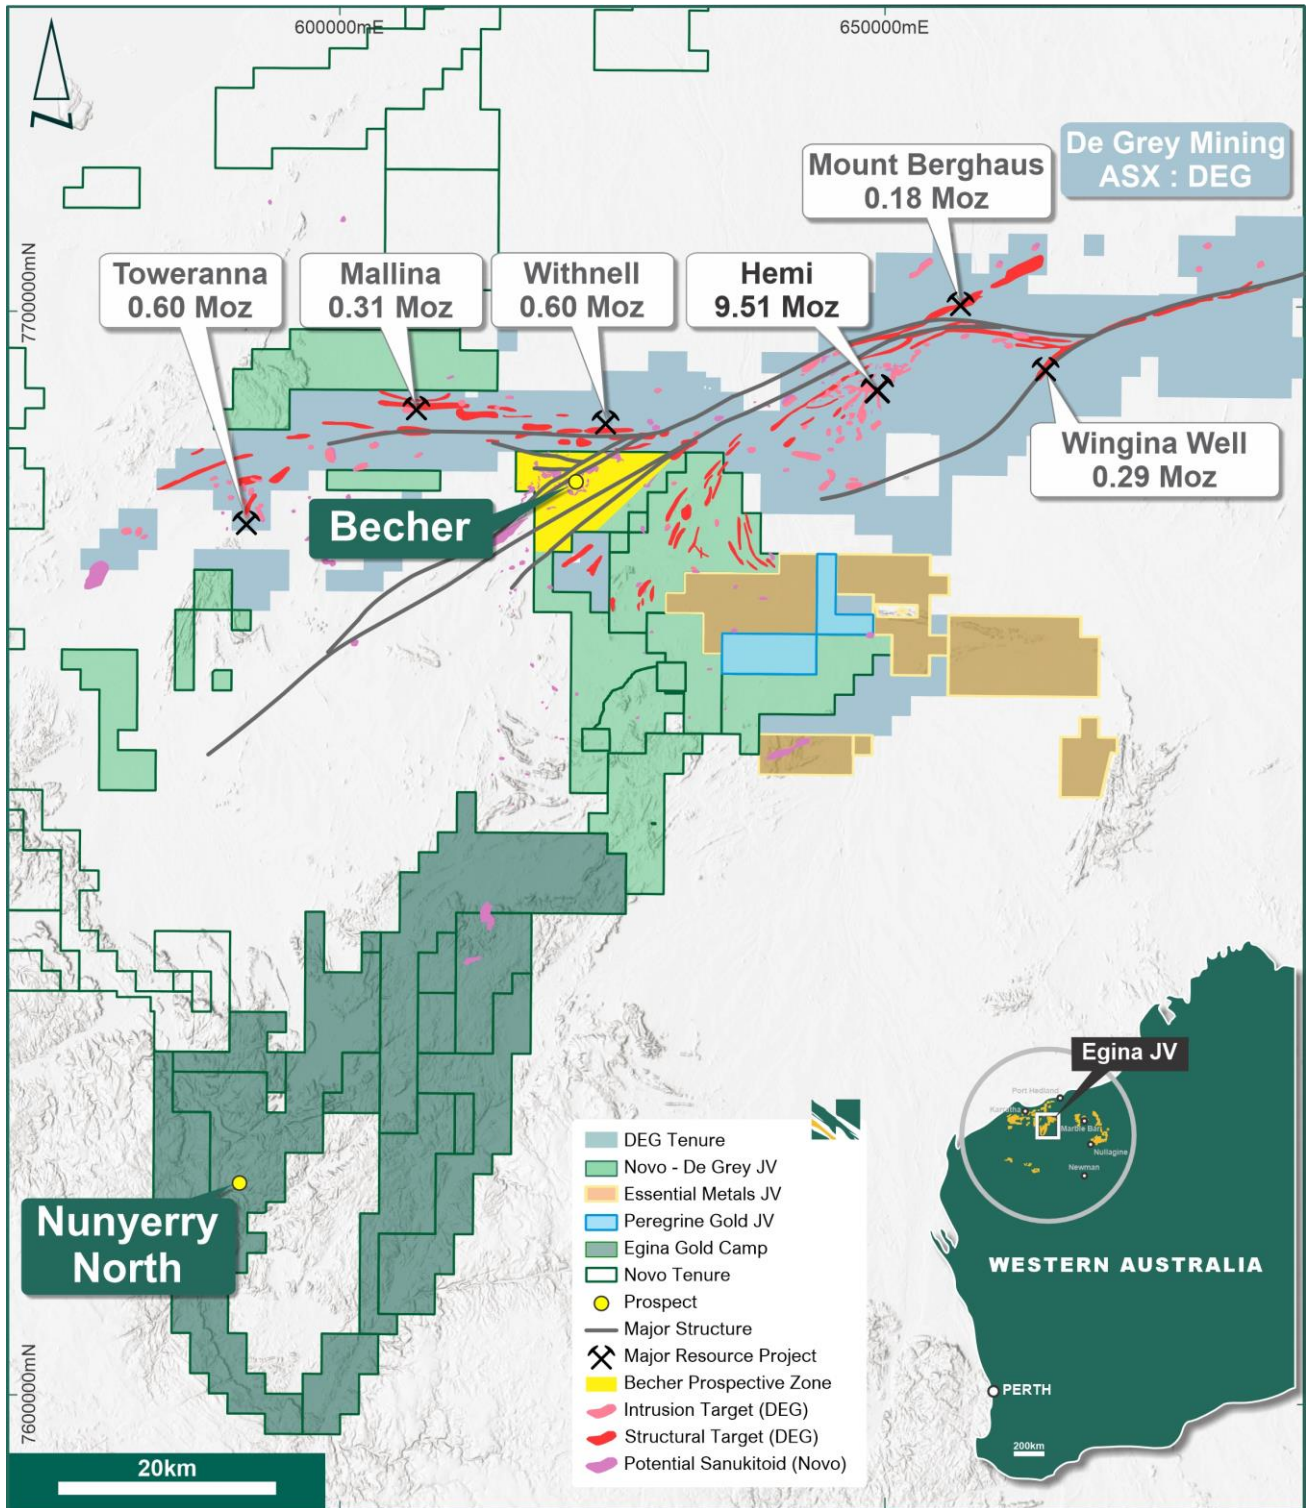 600000mE
650000mE
N
De Grey Mining
ASX : DEG
Mount Berghaus
0.18 Moz
Toweranna
0.60 Moz
Mallina
0.31 Moz
Withnell
0.60 Moz
Hemi
9.51 Moz
7700000mN
Wingina Well
0.29 Moz
Becher
Egina JV
Port Hedland
Karratha
Marble Bar
Nullagine
Newman
DEG Tenure
Novo - De Grey JV
Essential Metals JV
Peregrine Gold JV
Egina Gold Camp
Novo Tenure
Prospect
Major Structure
Major Resource Project
Becher Prospective Zone
Intrusion Target (DEG)
Structural Target (DEG)
Potential Sanukitoid (Novo)
Nunyerry
North
WESTERN AUSTRALIA
PERTH
200km
7600000mN
20km